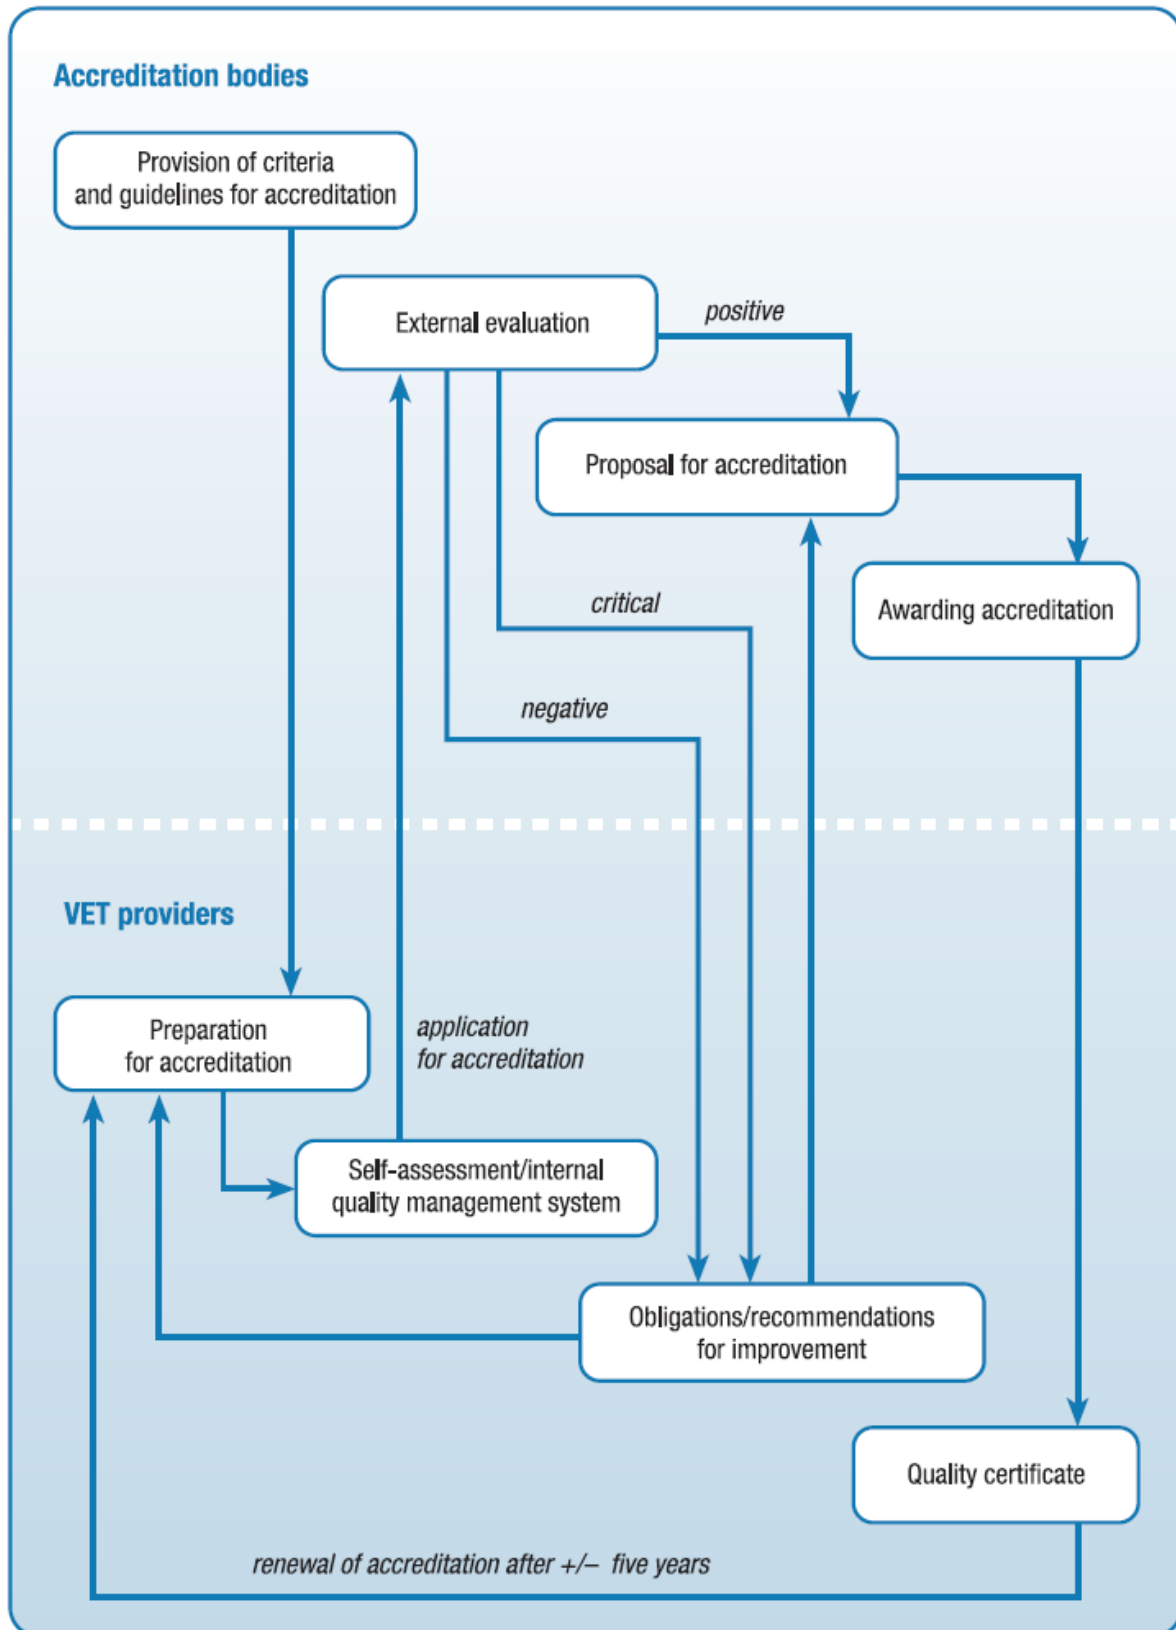 Accreditation bodies
Provision of criteria
and guidelines for accreditation
External evaluation
positive
Proposal for accreditation
critical
Awarding accreditation
negative
VET providers
Preparation
for accreditation
application
for accreditation
Self-assessment/internal
quality management system
Obligations/recommendations
for improvement
Quality certificate
renewal of accreditation after +/– five years